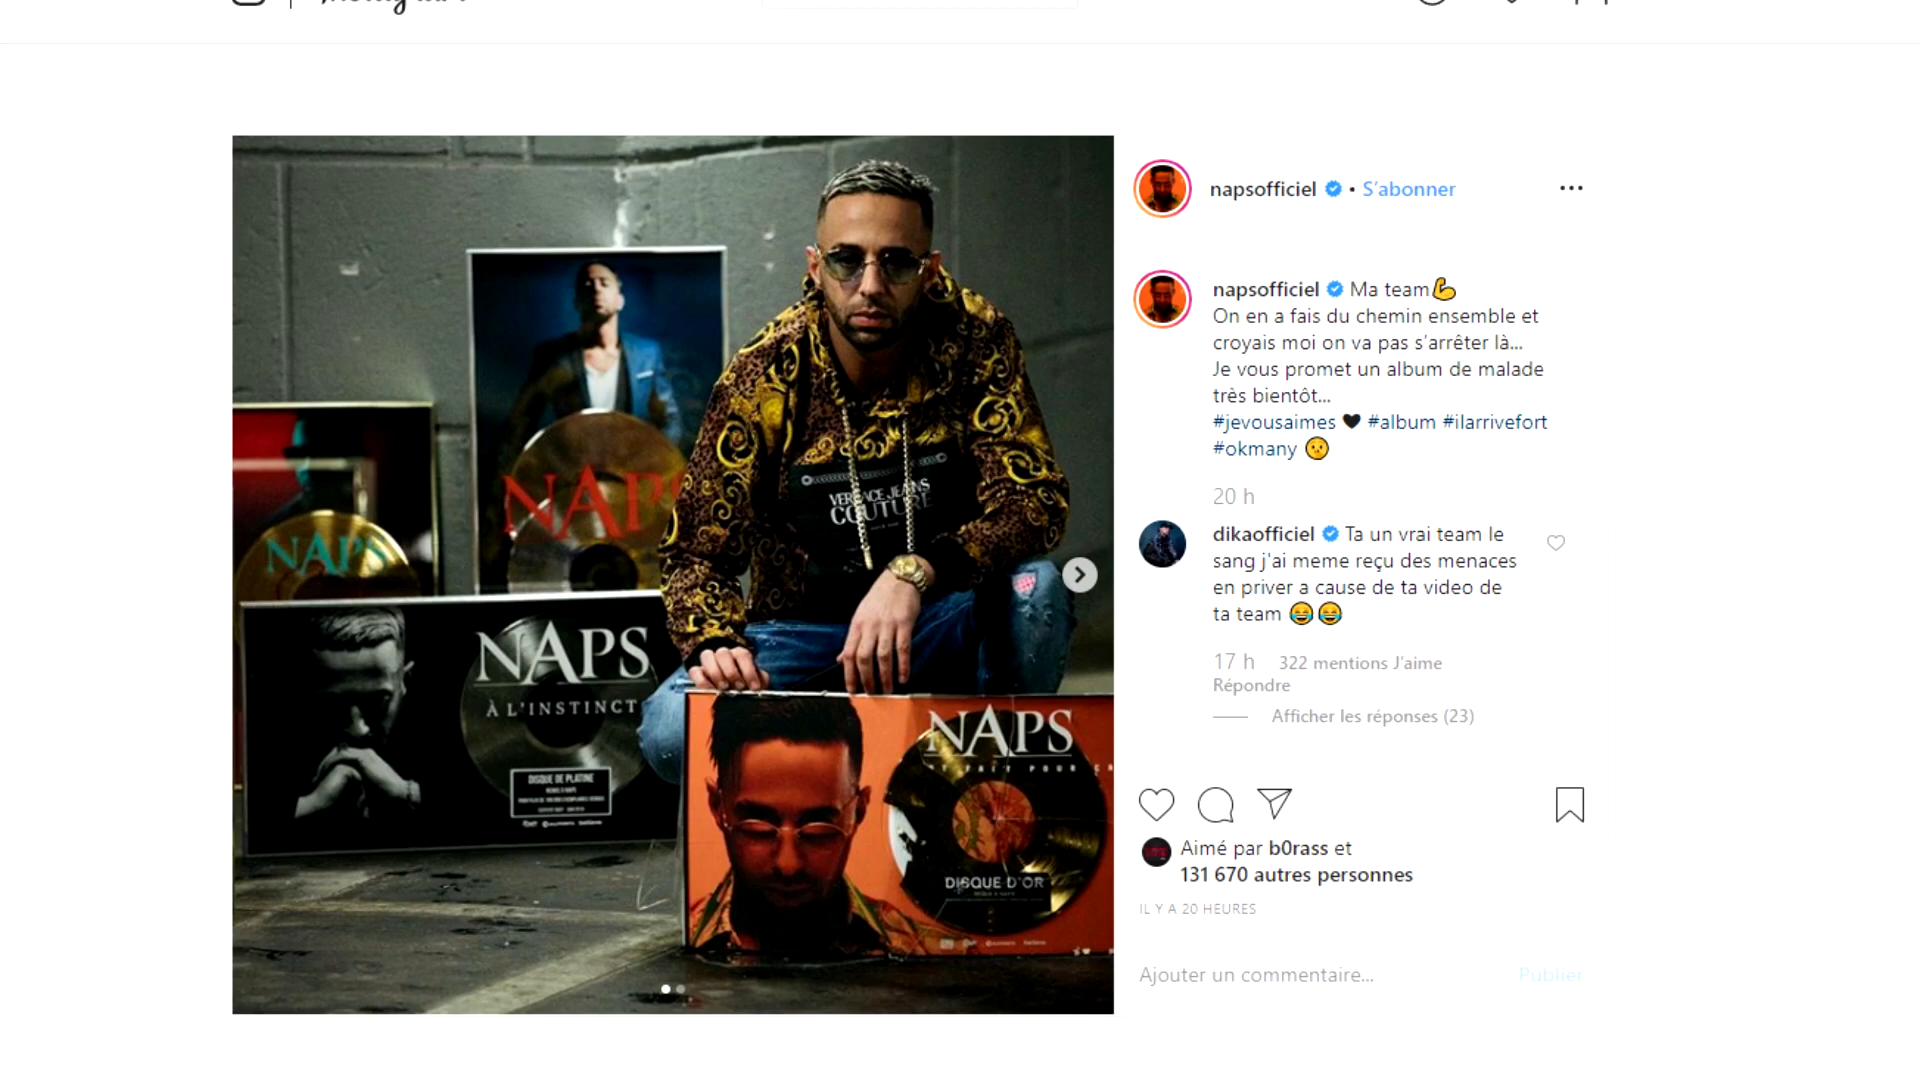 napsofficiel • S'abonner
napsofficiel Ma team💪
On en a fais du chemin ensemble et
croyais moi on va pas s'arrêter là...
Je vous promet un album de malade
très bientôt...
#jevousaimes 🖤 #album #ilarrivefort
#okmany
20 h
dikaofficiel Ta un vrai team le
sang j'ai meme reçu des menaces
en priver a cause de ta video de
ta team 😂😂
17 h 322 mentions J'aime
Répondre
Afficher les réponses (23)
Aimé par b0rass et
131 670 autres personnes
IL Y A 20 HEURES
Ajouter un commentaire... Publier
NAPS
NAPS
VERSACE JEANS
COUTURE
NAPS
À L'INSTINCT
DISQUE DE PLATINE
NAPS
DISQUE D'OR